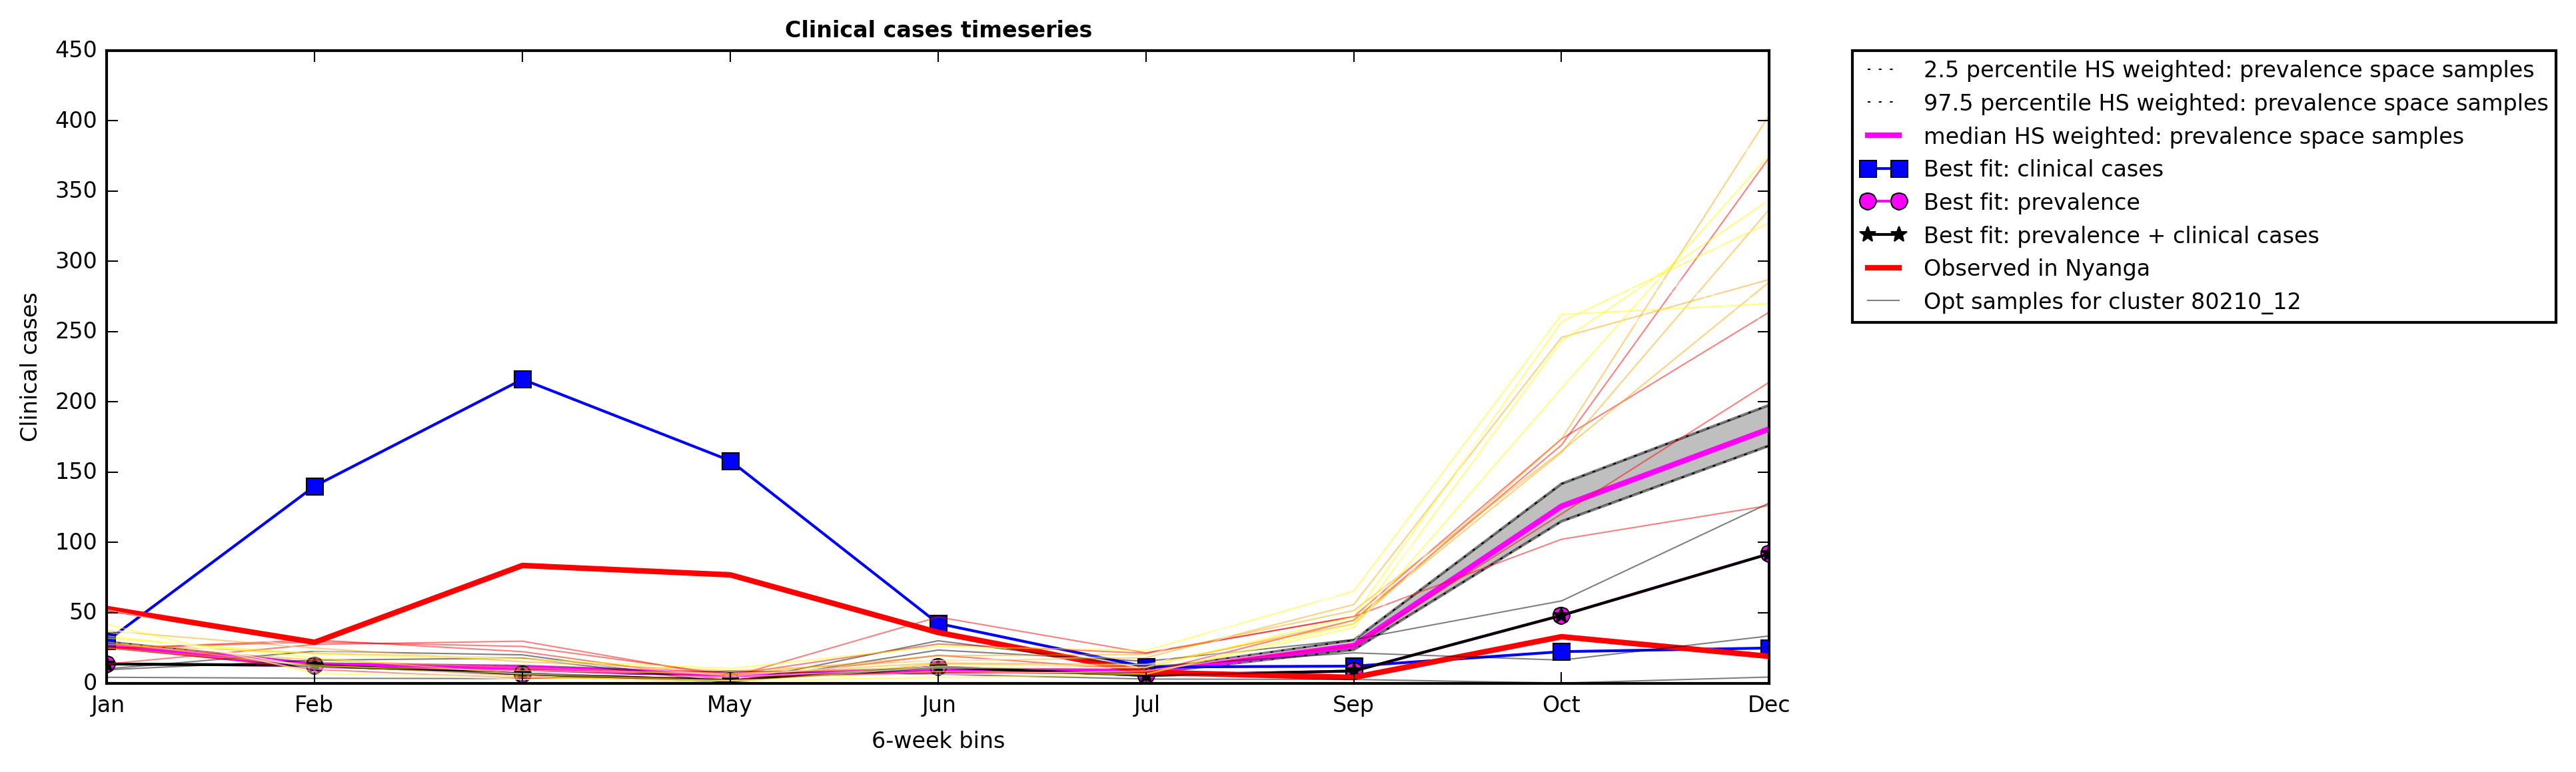 Clinical cases timeseries
450
400
350
300
250
200
150
100
50
0
Clinical cases
Jan Feb Mar May Jun Jul Sep Oct Dec
6-week bins
2.5 percentile HS weighted: prevalence space samples
97.5 percentile HS weighted: prevalence space samples
median HS weighted: prevalence space samples
Best fit: clinical cases
Best fit: prevalence
Best fit: prevalence + clinical cases
Observed in Nyanga
Opt samples for cluster 80210_12